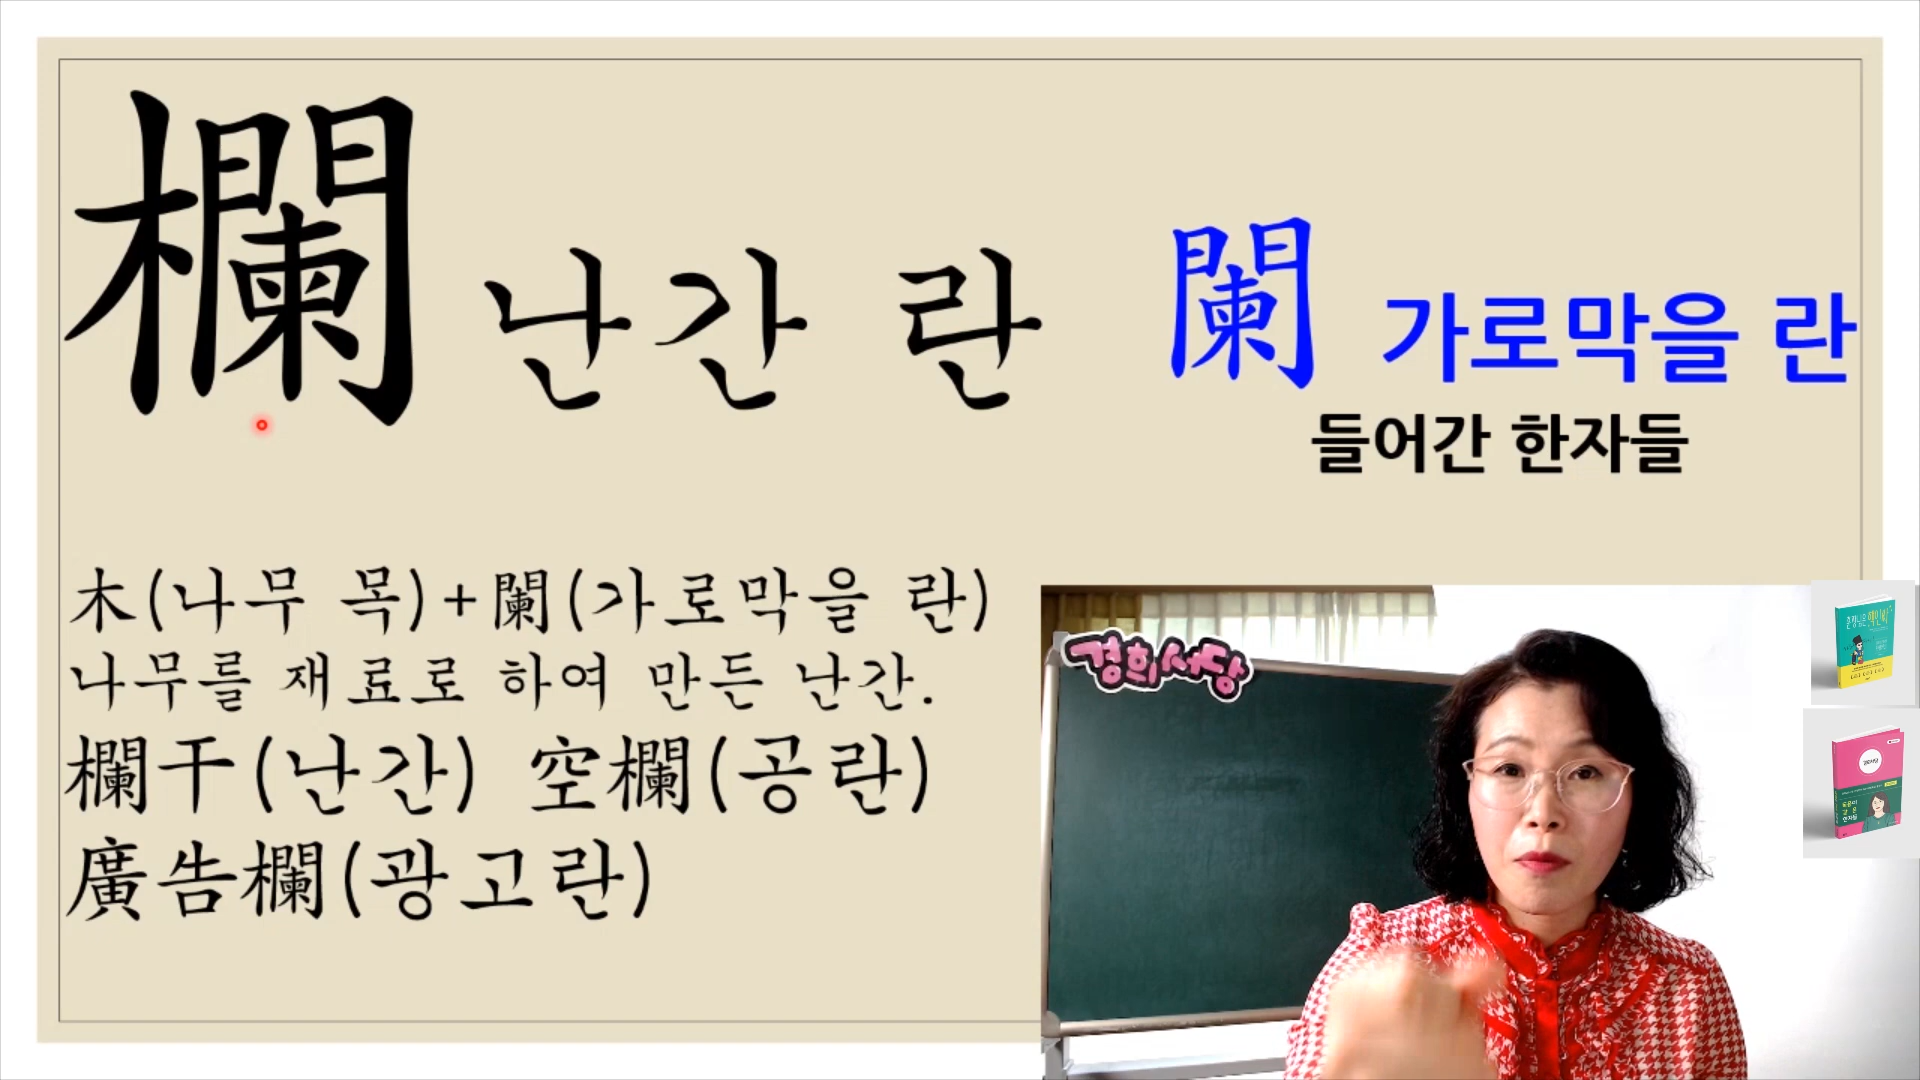 欄 난간 란
闌 가로막을 란
들어간 한자들
木(나무 목)+闌(가로막을 란)
나무를 재료로 하여 만든 난간.
欄干(난간) 空欄(공란)
廣告欄(광고란)
경희서당